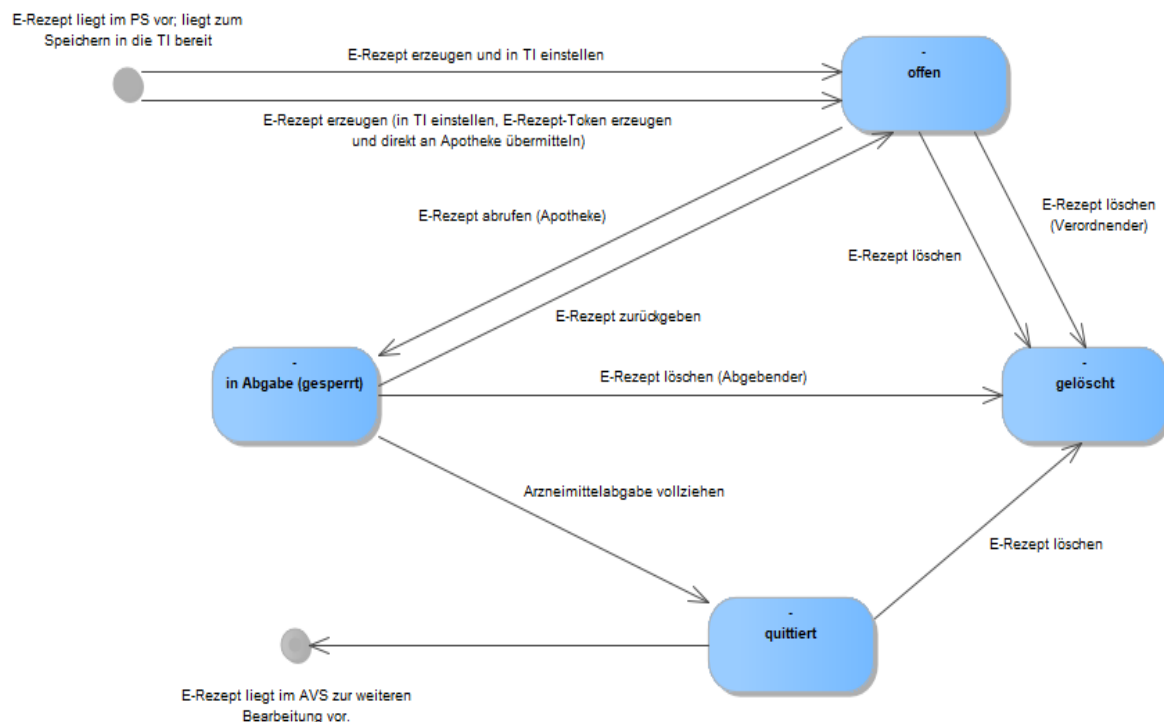 E-Rezept liegt im PS vor; liegt zum
Speichern in die TI bereit
E-Rezept erzeugen und in TI einstellen
-
offen
E-Rezept erzeugen (in TI einstellen, E-Rezept-Token erzeugen
und direkt an Apotheke übermitteln)
E-Rezept abrufen (Apotheke)
E-Rezept löschen
(Verordnender)
E-Rezept löschen
E-Rezept zurückgeben
-
in Abgabe (gesperrt)
E-Rezept löschen (Abgebender)
-
gelöscht
Arzneimittelabgabe vollziehen
E-Rezept löschen
-
quittiert
E-Rezept liegt im AVS zur weiteren
Bearbeitung vor.